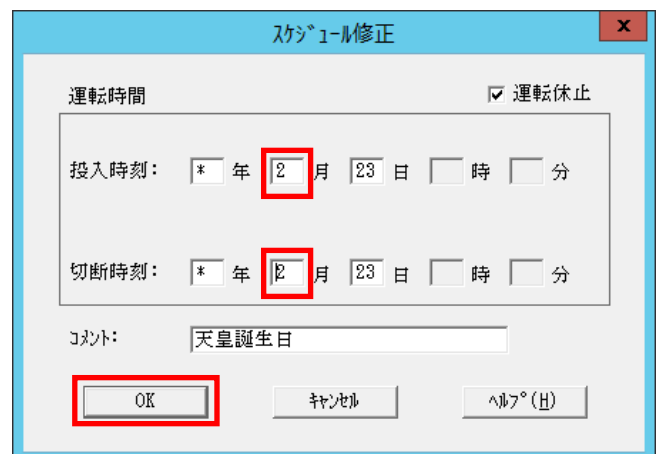 ｽｹｼﾞｭｰﾙ修正
x
運転時間
運転休止
投入時刻: * 年 2 月 23 日 時 分
切断時刻: * 年 2 月 23 日 時 分
ｺﾒﾝﾄ: 天皇誕生日
OK ｷｬﾝｾﾙ ﾍﾙﾌﾟ(H)